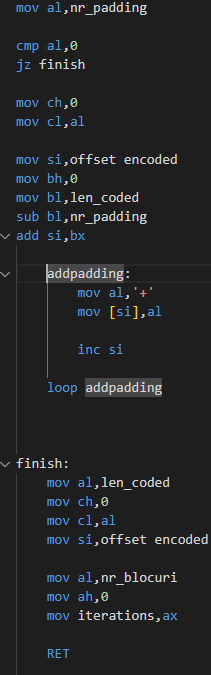 mov al,nr_padding
cmp al,0
jz finish
mov ch,0
mov cl,al
mov si,offset encoded
mov bh,0
mov bl,len_coded
sub bl,nr_padding
add si,bx
addpadding:
mov al,'+'
mov [si],al
inc si
loop addpadding
finish:
mov al,len_coded
mov ch,0
mov cl,al
mov si,offset encoded
mov al,nr_blocuri
mov ah,0
mov iterations,ax
RET